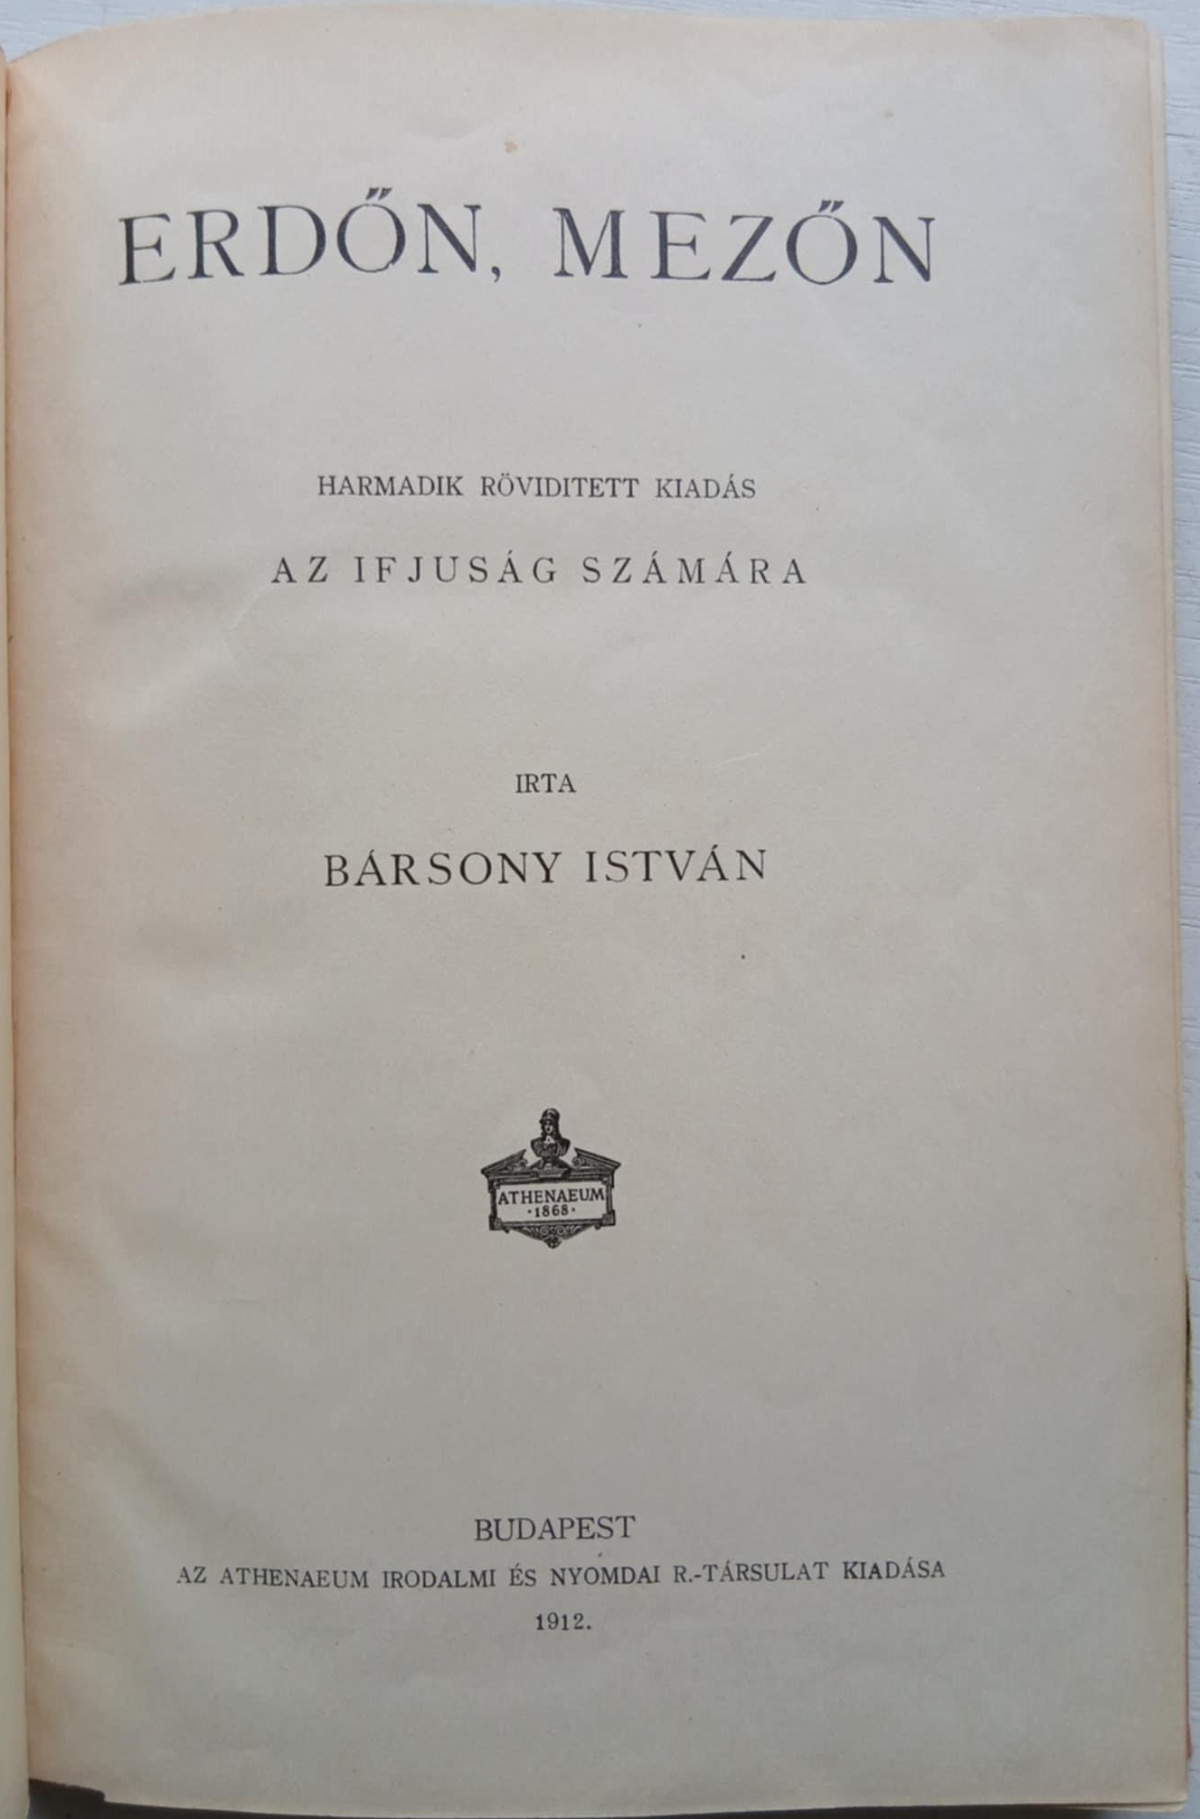 ERDŐN, MEZŐN
HARMADIK RÖVIDITETT KIADÁS
AZ IFJUSÁG SZÁMÁRA
IRTA
BÁRSONY ISTVÁN
ATHENAEUM
·1868·
BUDAPEST
AZ ATHENAEUM IRODALMI ÉS NYOMDAI R.-TÁRSULAT KIADÁSA
1912.